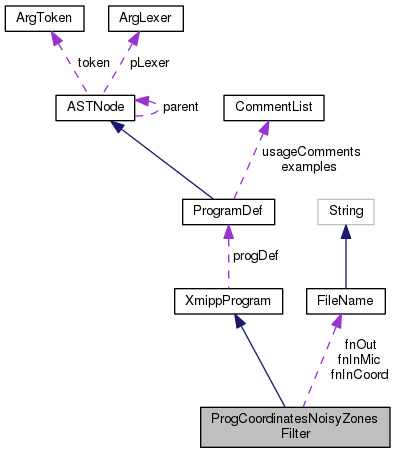 ArgToken
ArgLexer
token
pLexer
ASTNode
parent
CommentList
usageComments
examples
ProgramDef
String
progDef
XmippProgram
FileName
fnOut
fnInMic
fnInCoord
ProgCoordinatesNoisyZones
Filter